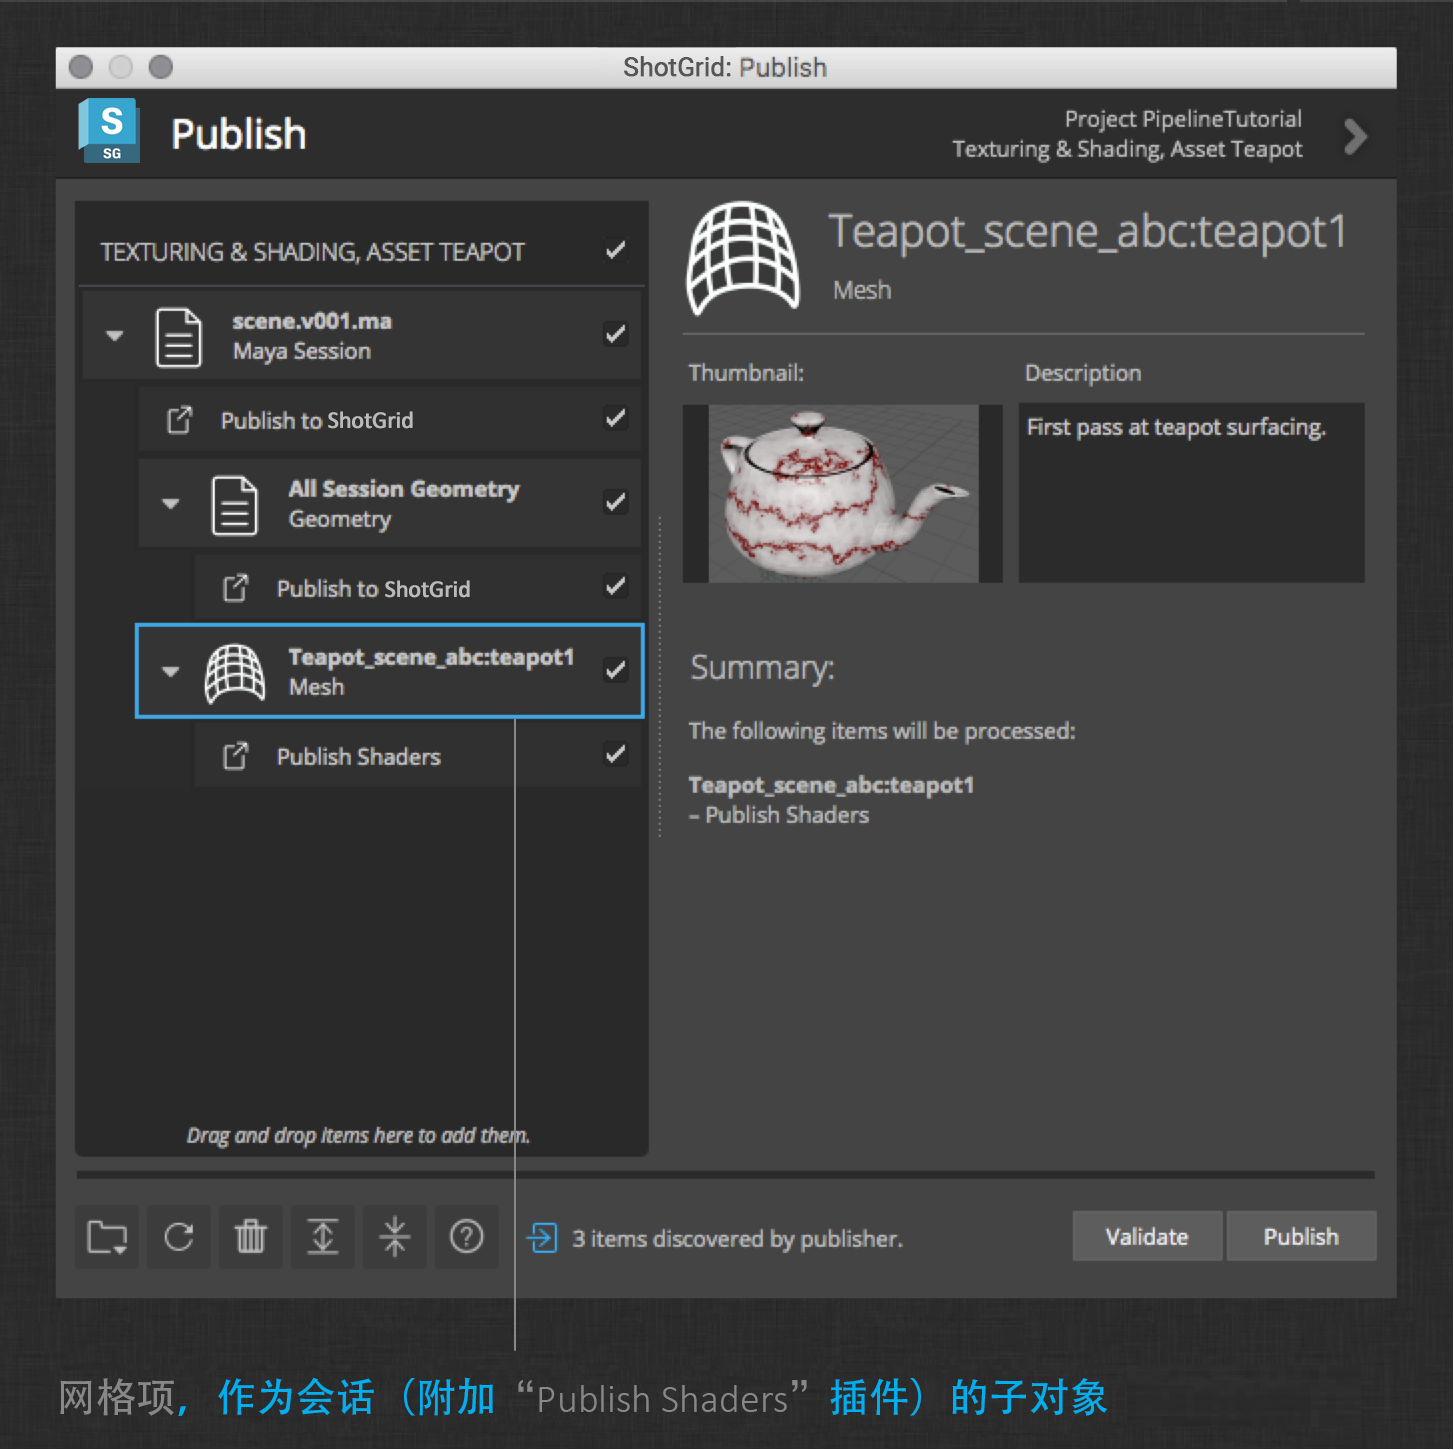 ShotGrid: Publish
S
SG
Publish
Project PipelineTutorial
Texturing & Shading, Asset Teapot
TEXTURING & SHADING, ASSET TEAPOT
scene.v001.ma
Maya Session
Publish to ShotGrid
All Session Geometry
Geometry
Publish to ShotGrid
Teapot_scene_abc:teapot1
Mesh
Publish Shaders
Drag and drop items here to add them.
Teapot_scene_abc:teapot1
Mesh
Thumbnail:
Description
First pass at teapot surfacing.
Summary:
The following items will be processed:
Teapot_scene_abc:teapot1
– Publish Shaders
3 items discovered by publisher.
Validate
Publish
网格项，作为会话（附加“Publish Shaders”插件）的子对象